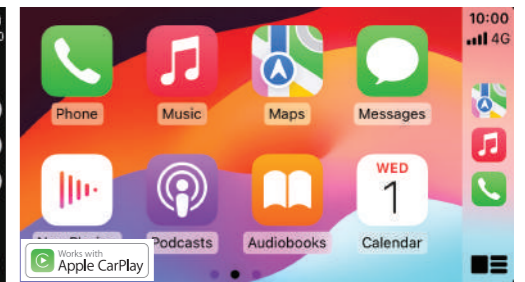 10:00
4G
Phone Music Maps Messages
WED
1
Podcasts Audiobooks Calendar
Works with
Apple CarPlay